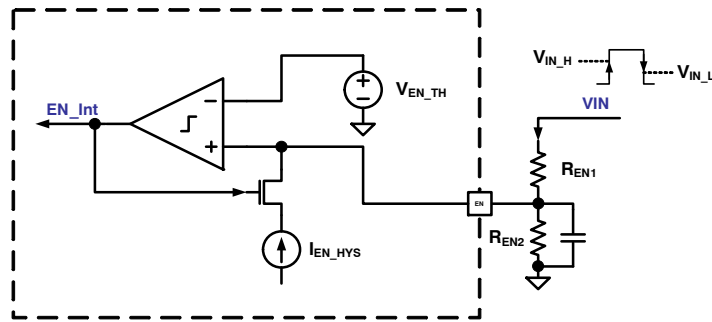 V_IN_H
V_IN_L
EN_Int
−
+
+
−
V_EN_TH
VIN
R_EN1
EN
R_EN2
I_EN_HYS